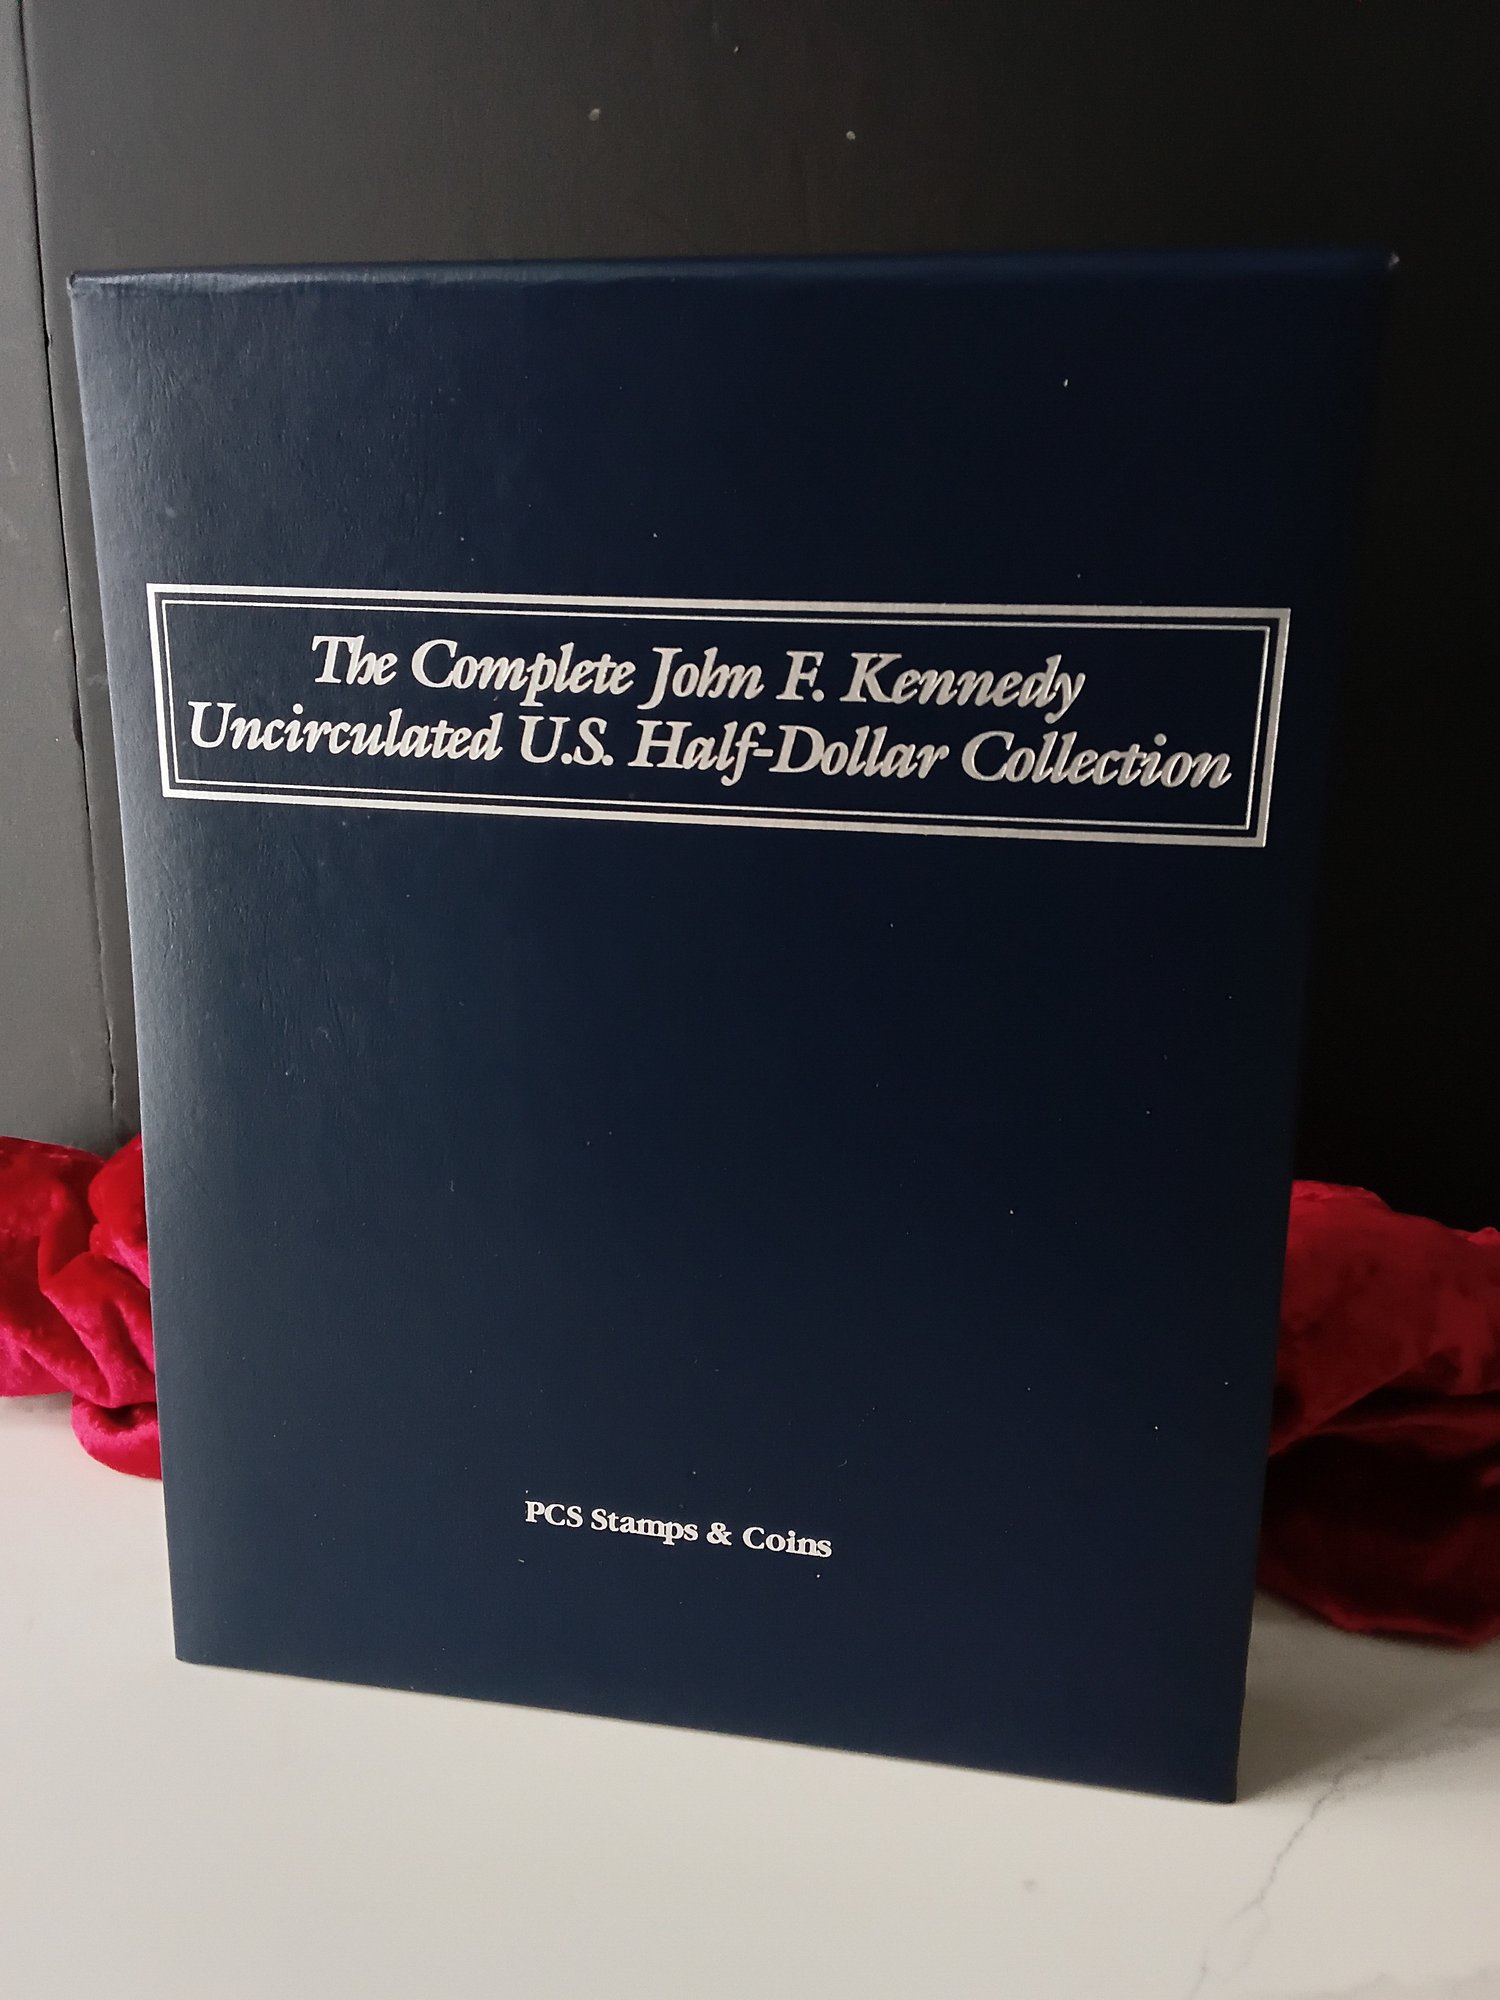 The Complete John F. Kennedy
Uncirculated U.S. Half-Dollar Collection
PCS Stamps & Coins